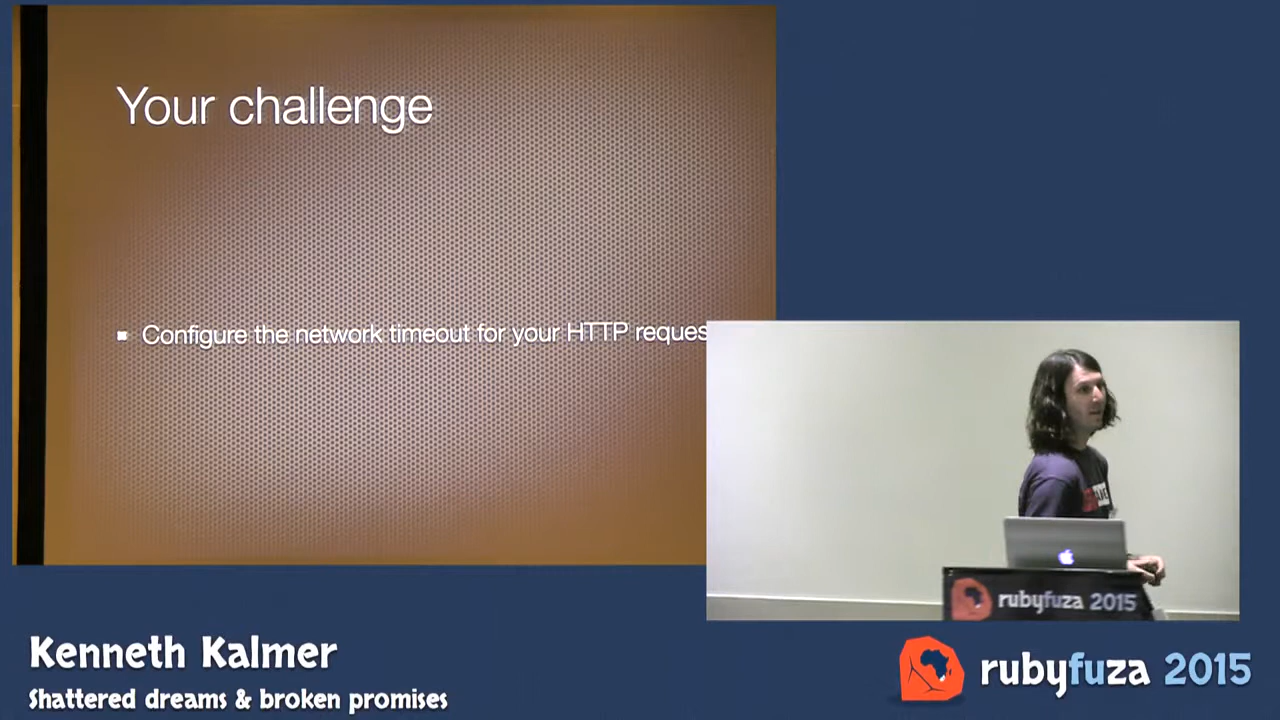 Your challenge
Configure the network timeout for your HTTP
rubyfuza 2015
Kenneth Kalmer
Shattered dreams & broken promises
rubyfuza 2015